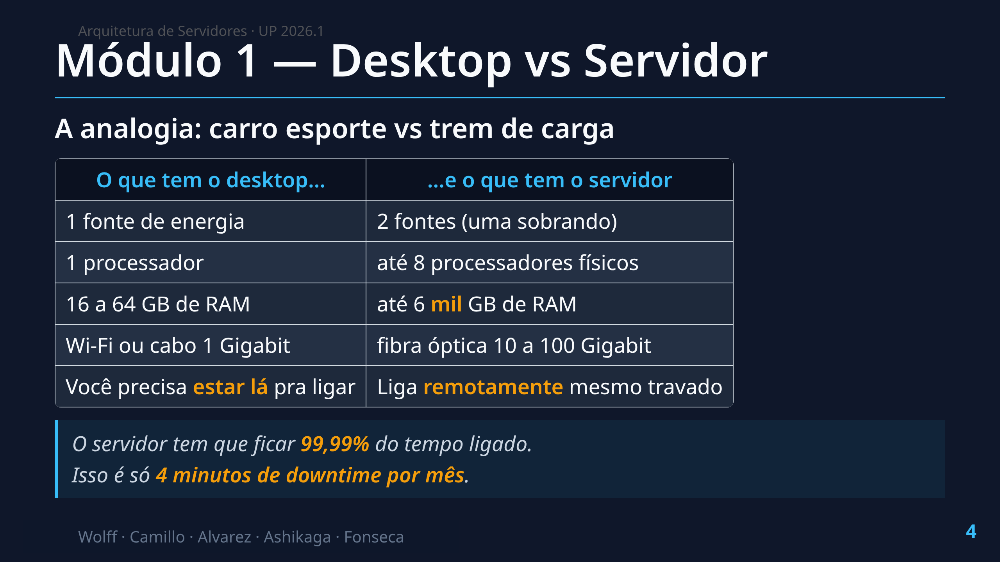 Arquitetura de Servidores · UP 2026.1
Módulo 1 — Desktop vs Servidor
A analogia: carro esporte vs trem de carga
O que tem o desktop... ...e o que tem o servidor
1 fonte de energia 2 fontes (uma sobrando)
1 processador até 8 processadores físicos
16 a 64 GB de RAM até 6 mil GB de RAM
Wi-Fi ou cabo 1 Gigabit fibra óptica 10 a 100 Gigabit
Você precisa estar lá pra ligar Liga remotamente mesmo travado
O servidor tem que ficar 99,99% do tempo ligado.
Isso é só 4 minutos de downtime por mês.
Wolff · Camillo · Alvarez · Ashikaga · Fonseca
4